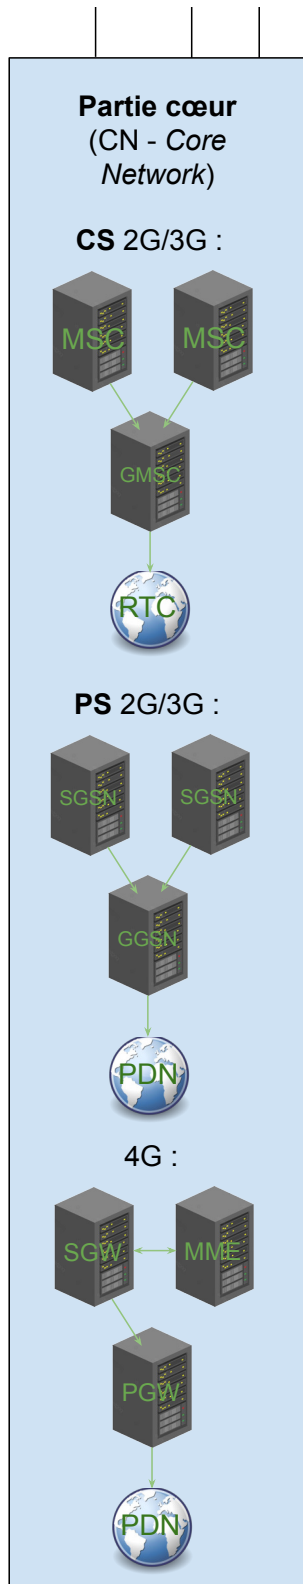 Partie cœur
(CN - Core
Network)
CS 2G/3G :
MSC MSC
GMSC
RTC
PS 2G/3G :
SGSN SGSN
GGSN
PDN
4G :
SGW MME
PGW
PDN